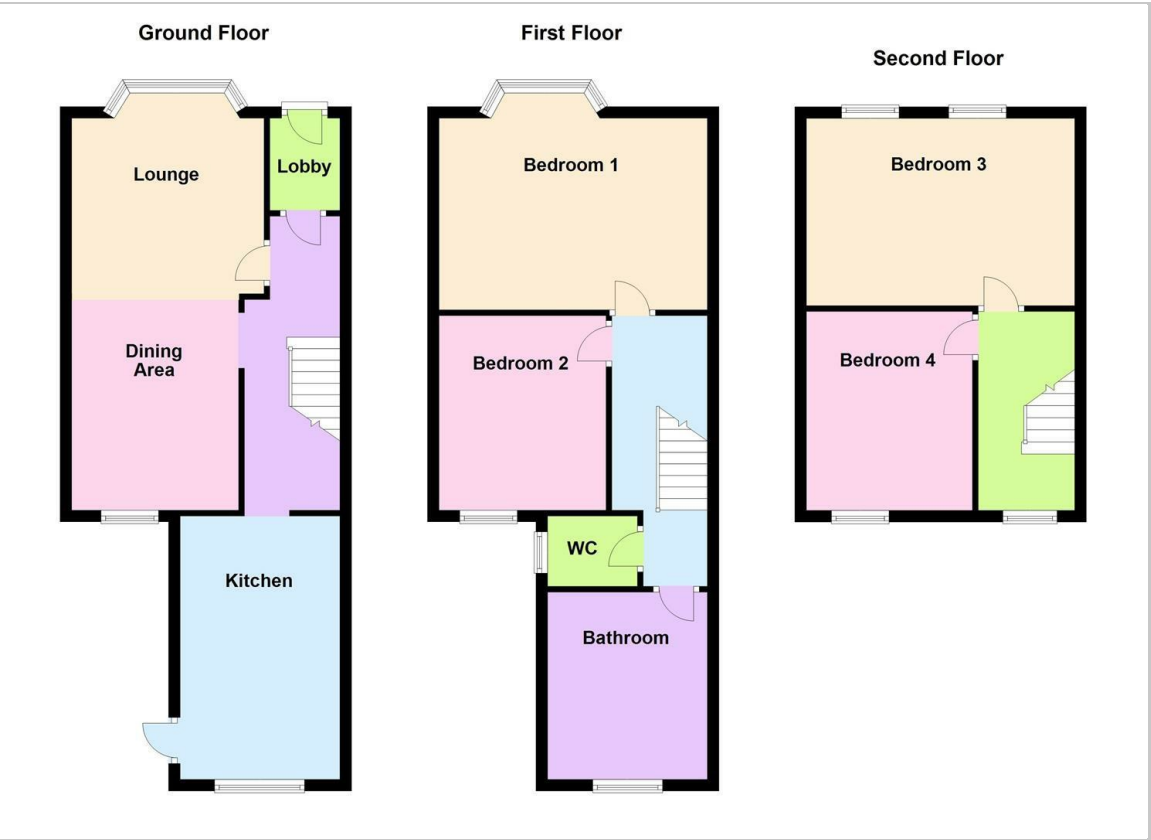 Ground Floor
Lounge
Lobby
Dining
Area
Kitchen
First Floor
Bedroom 1
Bedroom 2
WC
Bathroom
Second Floor
Bedroom 3
Bedroom 4